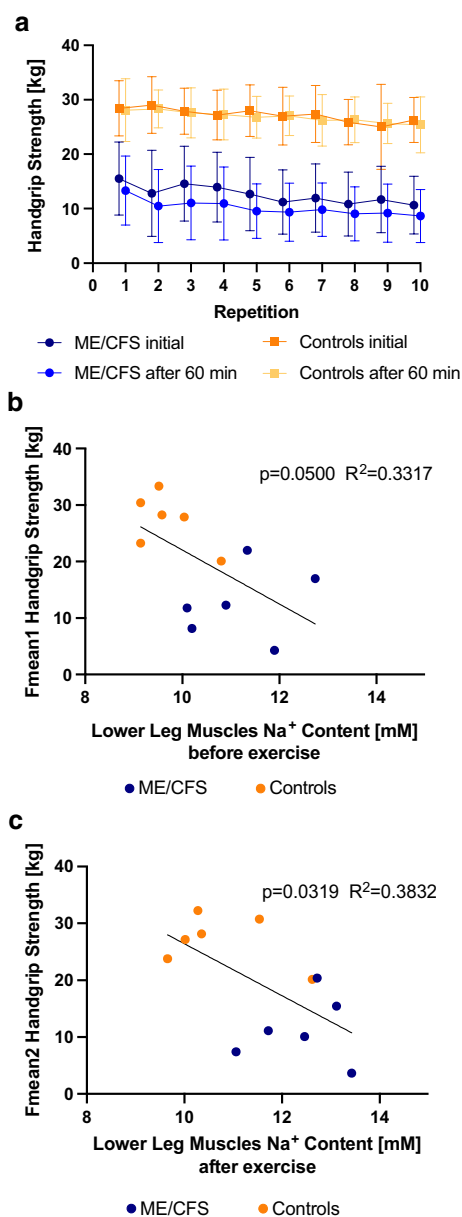 a
Handgrip Strength [kg]
40
30
20
10
0
0 1 2 3 4 5 6 7 8 9 10
Repetition
ME/CFS initial
Controls initial
ME/CFS after 60 min
Controls after 60 min
b
Fmean1 Handgrip Strength [kg]
40
30
20
10
0
p=0.0500 R²=0.3317
8 10 12 14
Lower Leg Muscles Na⁺ Content [mM]
before exercise
ME/CFS
Controls
c
Fmean2 Handgrip Strength [kg]
40
30
20
10
0
p=0.0319 R²=0.3832
8 10 12 14
Lower Leg Muscles Na⁺ Content [mM]
after exercise
ME/CFS
Controls